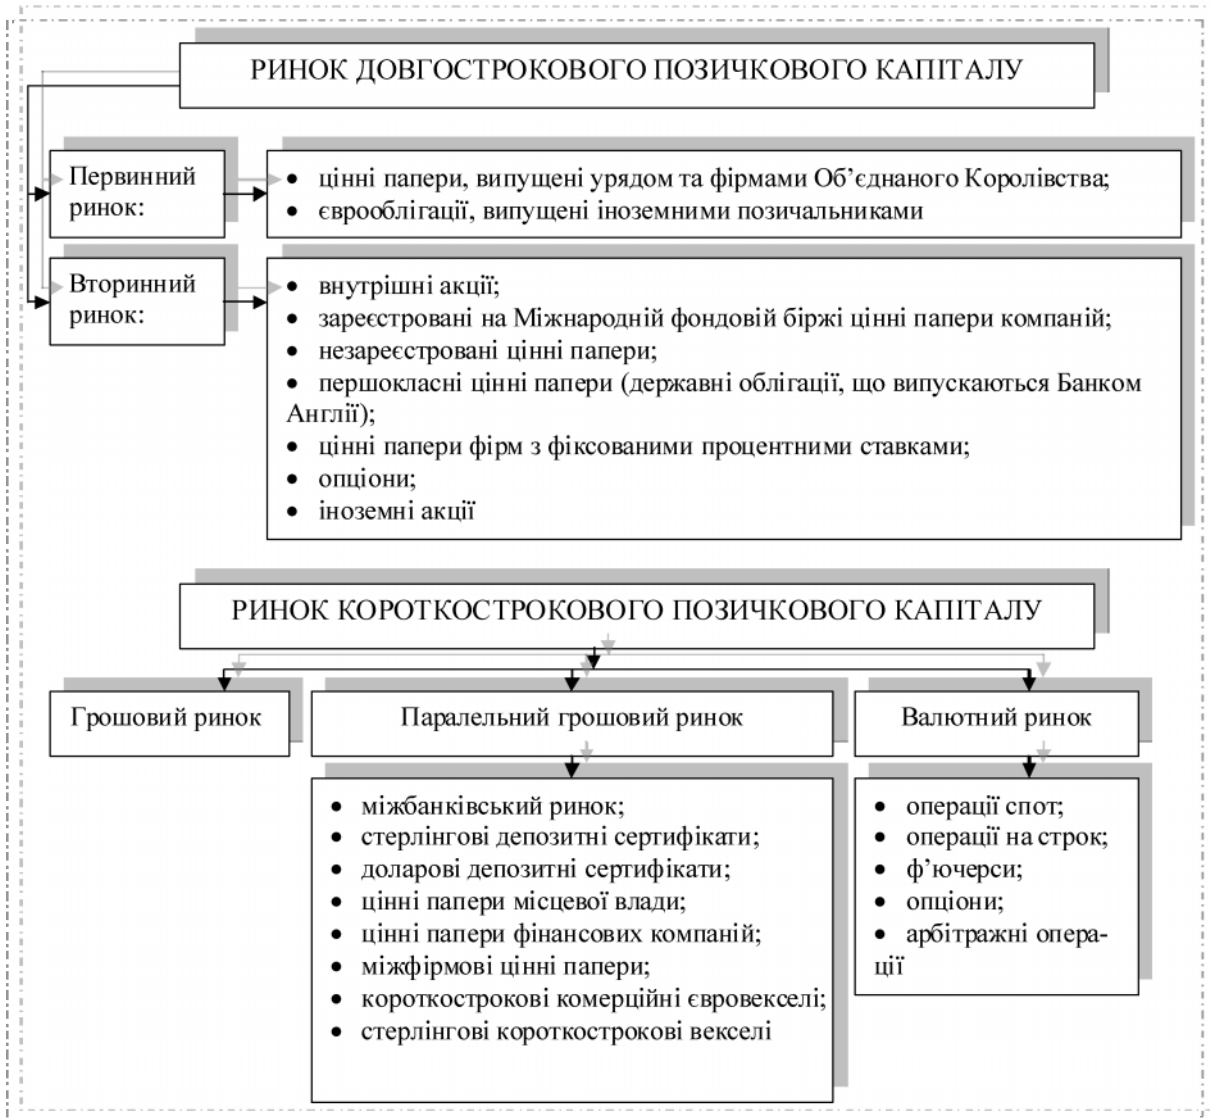 РИНОК ДОВГОСТРОКОВОГО ПОЗИЧКОВОГО КАПІТАЛУ
Первинний
ринок:
• цінні папери, випущені урядом та фірмами Об’єднаного Королівства;
• єврооблігації, випущені іноземними позичальниками
Вторинний
ринок:
• внутрішні акції;
• зареєстровані на Міжнародній фондовій біржі цінні папери компаній;
• незареєстровані цінні папери;
• першокласні цінні папери (державні облігації, що випускаються Банком
Англії);
• цінні папери фірм з фіксованими процентними ставками;
• опціони;
• іноземні акції
РИНОК КОРОТКОСТРОКОВОГО ПОЗИЧКОВОГО КАПІТАЛУ
Грошовий ринок
Паралельний грошовий ринок
• міжбанківський ринок;
• стерлінгові депозитні сертифікати;
• доларові депозитні сертифікати;
• цінні папери місцевої влади;
• цінні папери фінансових компаній;
• міжфірмові цінні папери;
• короткострокові комерційні євровекселі;
• стерлінгові короткострокові векселі
Валютний ринок
• операції спот;
• операції на строк;
• ф’ючерси;
• опціони;
• арбітражні опера-
ції